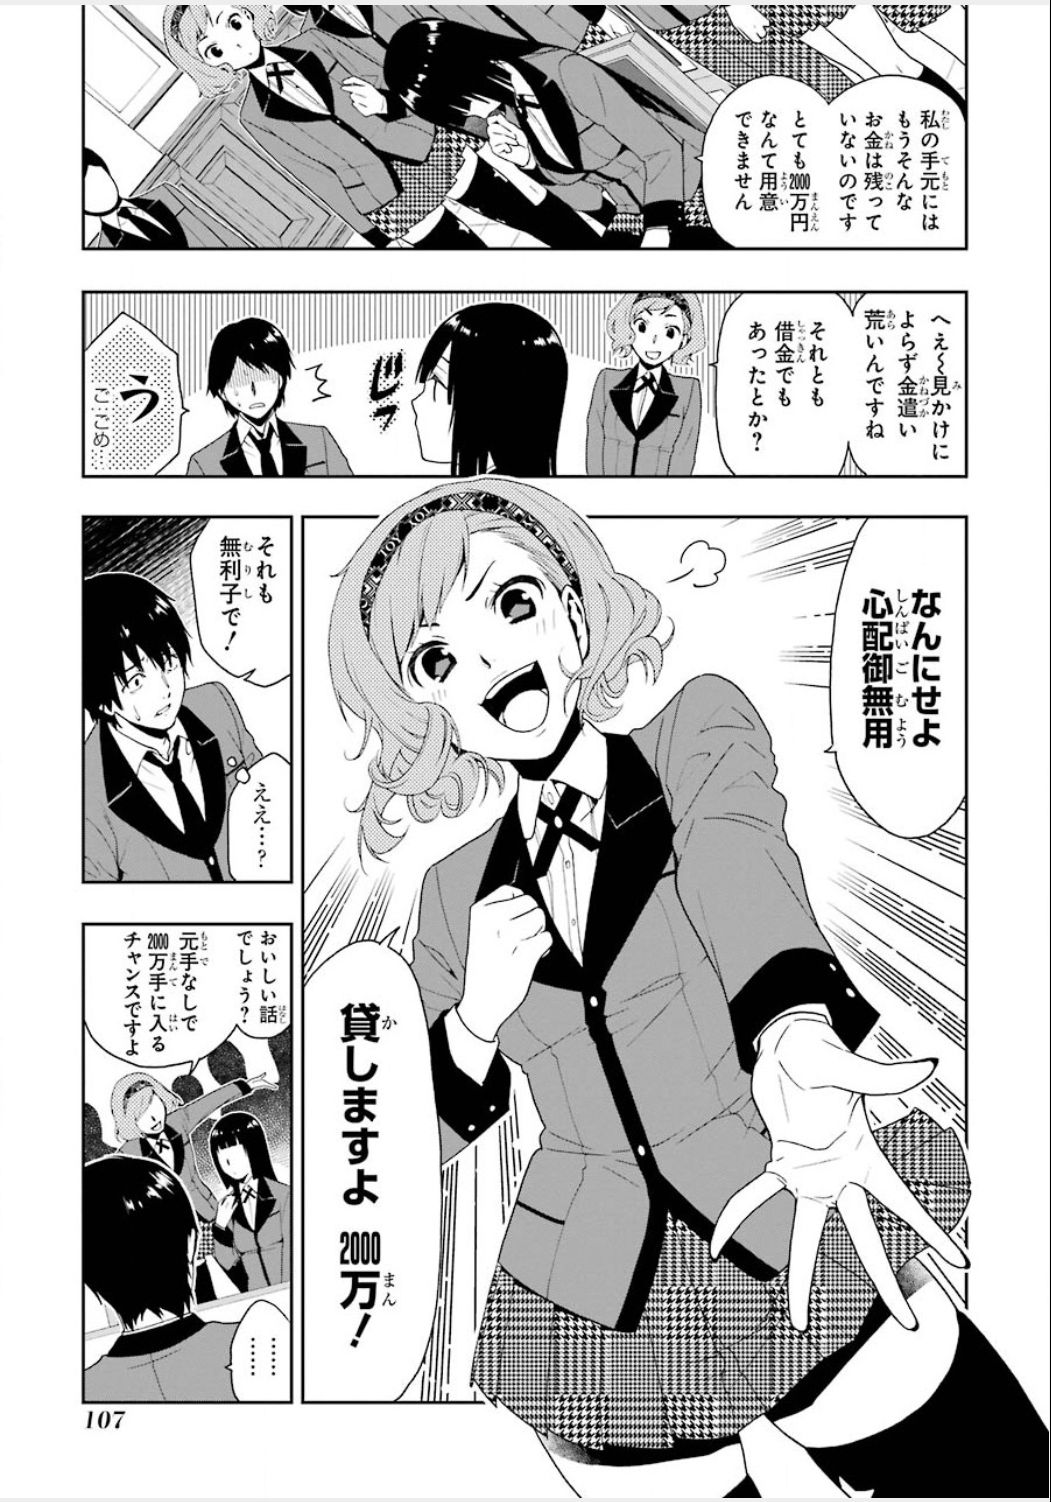 私の手元には
もうそんな
お金は残って
いないのです
とても2000万円
なんて用意
できません
へえ〜見かけに
よらず金遣い
荒いんですね
それとも
借金でも
あったとか?
じいっ
う
ご…ごめ…
なんにせよ
心配御無用
貸しますよ
2000万!
それも
無利子で!
ええ…?
おいしい話
でしょう?
元手なしで
2000万手に入る
チャンスですよ
……
……
JOY YOU
107